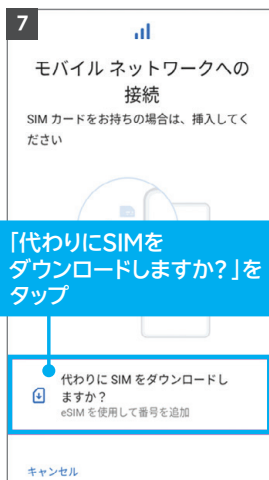 7
モバイル ネットワークへの
接続
SIM カードをお持ちの場合は、挿入してく
ださい
「代わりにSIMを
ダウンロードしますか?」を
タップ
代わりに SIM をダウンロードし
ますか?
eSIM を使用して番号を追加
キャンセル